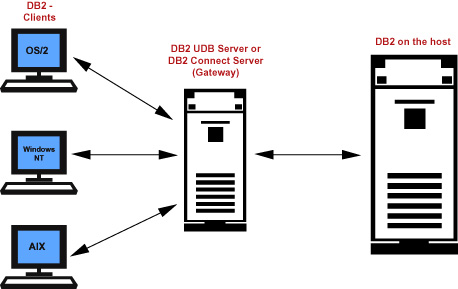 DB2 -
Clients
OS/2
Windows
NT
AIX
DB2 UDB Server or
DB2 Connect Server
(Gateway)
DB2 on the host